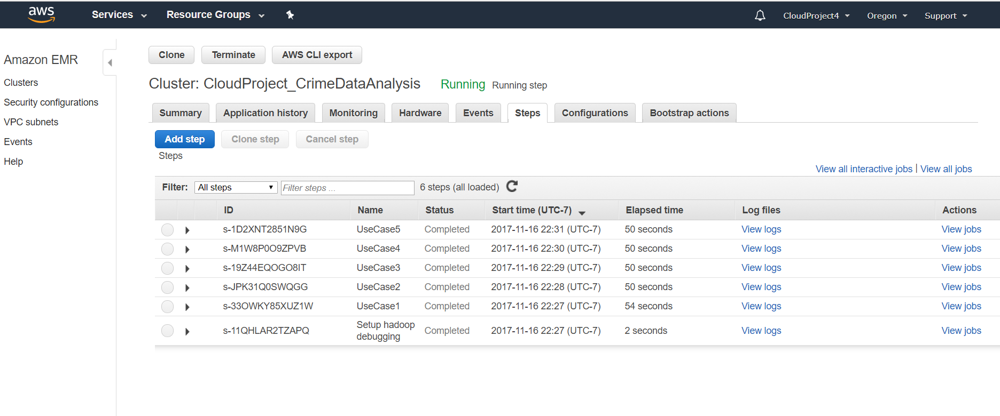 aws Services Resource Groups CloudProject4 Oregon Support
Amazon EMR
Clusters
Security configurations
VPC subnets
Events
Help
Clone Terminate AWS CLI export
Cluster: CloudProject_CrimeDataAnalysis Running Running step
Summary Application history Monitoring Hardware Events Steps Configurations Bootstrap actions
Add step Clone step Cancel step
Steps
View all interactive jobs | View all jobs
Filter: All steps Filter steps ... 6 steps (all loaded)
ID Name Status Start time (UTC-7) Elapsed time Log files Actions
s-1D2XNT2851N9G UseCase5 Completed 2017-11-16 22:31 (UTC-7) 50 seconds View logs View jobs
s-M1W8P0O9ZPVB UseCase4 Completed 2017-11-16 22:30 (UTC-7) 50 seconds View logs View jobs
s-19Z44EQOGO8IT UseCase3 Completed 2017-11-16 22:29 (UTC-7) 50 seconds View logs View jobs
s-JPK31Q0SWQGG UseCase2 Completed 2017-11-16 22:28 (UTC-7) 50 seconds View logs View jobs
s-33OWKY85XUZ1W UseCase1 Completed 2017-11-16 22:27 (UTC-7) 54 seconds View logs View jobs
s-11QHLAR2TZAPQ Setup hadoop debugging Completed 2017-11-16 22:27 (UTC-7) 2 seconds View logs View jobs